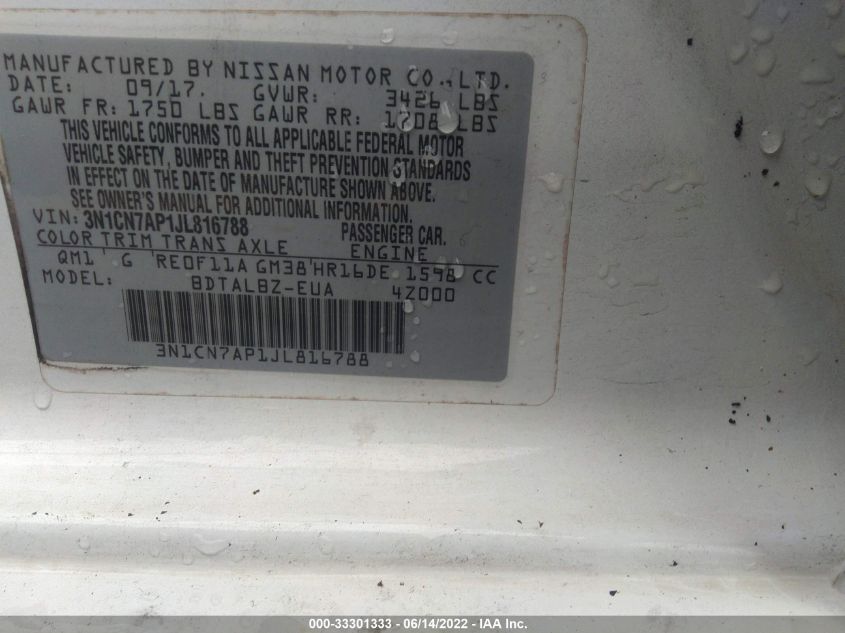 MANUFACTURED BY NISSAN MOTOR CO., LTD.
DATE: 09/17. GVWR: 3426 LBS
GAWR FR: 1750 LBS GAWR RR: 1708 LBS
THIS VEHICLE CONFORMS TO ALL APPLICABLE FEDERAL MOTOR
VEHICLE SAFETY, BUMPER AND THEFT PREVENTION STANDARDS
IN EFFECT ON THE DATE OF MANUFACTURE SHOWN ABOVE.
SEE OWNER'S MANUAL FOR ADDITIONAL INFORMATION.
VIN: 3N1CN7AP1JL816788 PASSENGER CAR.
COLOR TRIM TRANS AXLE ENGINE
QM1 ' G 'RE0F11A GM38'HR16DE 1598 CC
MODEL: BDTALBZ-EUA 4Z000
3N1CN7AP1JL816788
000-33301333 - 06/14/2022 - IAA Inc.